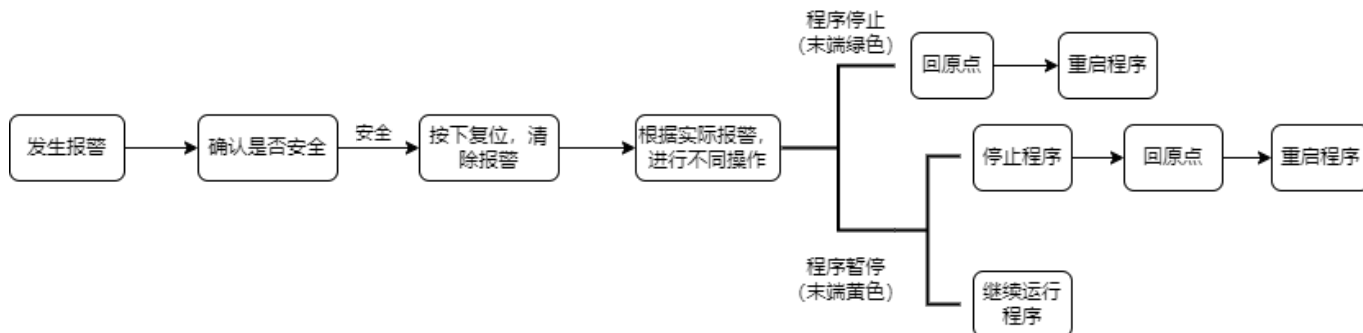 发生报警
确认是否安全
安全
按下复位，清
除报警
根据实际报警，
进行不同操作
程序停止
（末端绿色）
回原点
重启程序
程序暂停
（末端黄色）
停止程序
回原点
重启程序
继续运行
程序